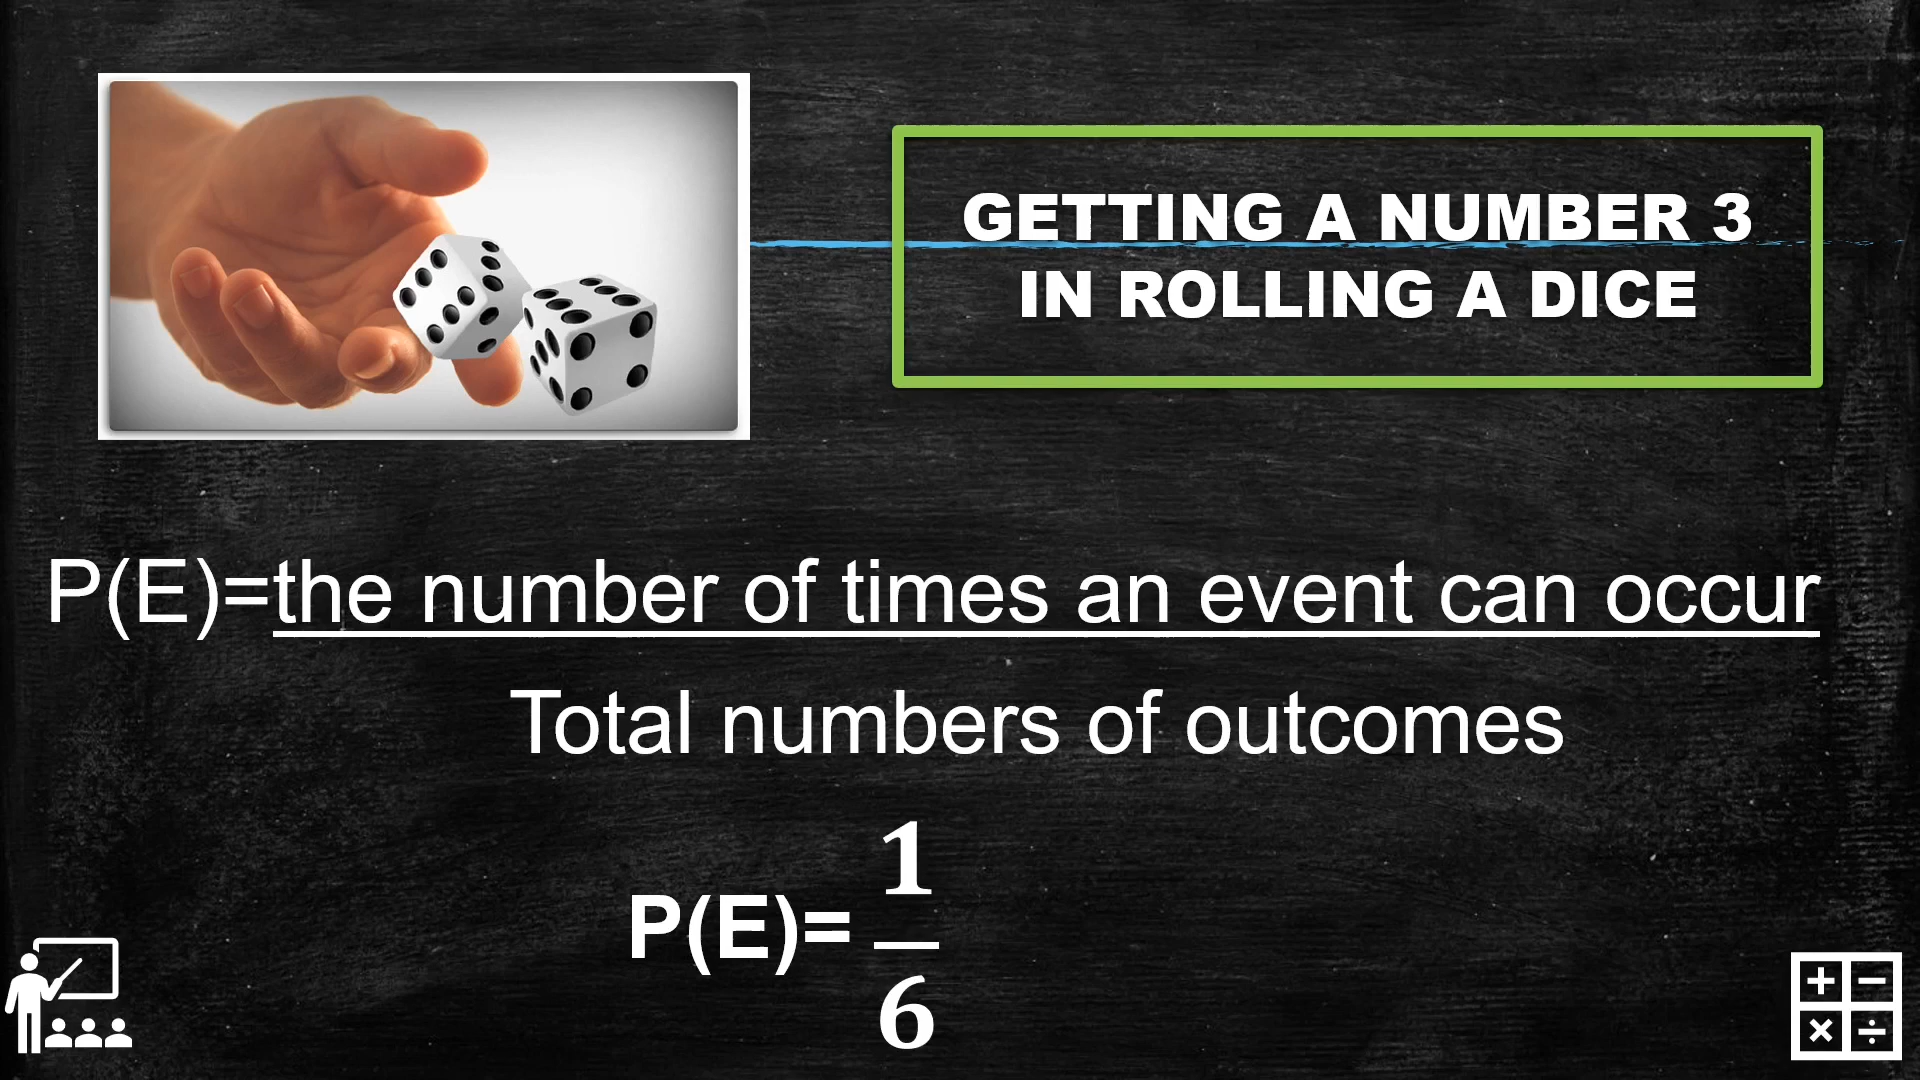 GETTING A NUMBER 3
IN ROLLING A DICE
P(E)=the number of times an event can occur
Total numbers of outcomes
P(E)= 1
6